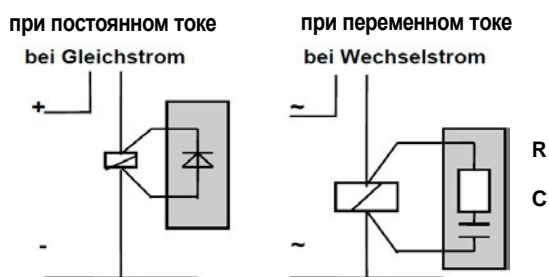 при постоянном токе
bei Gleichstrom
+
-
при переменном токе
bei Wechselstrom
~
R
C
~